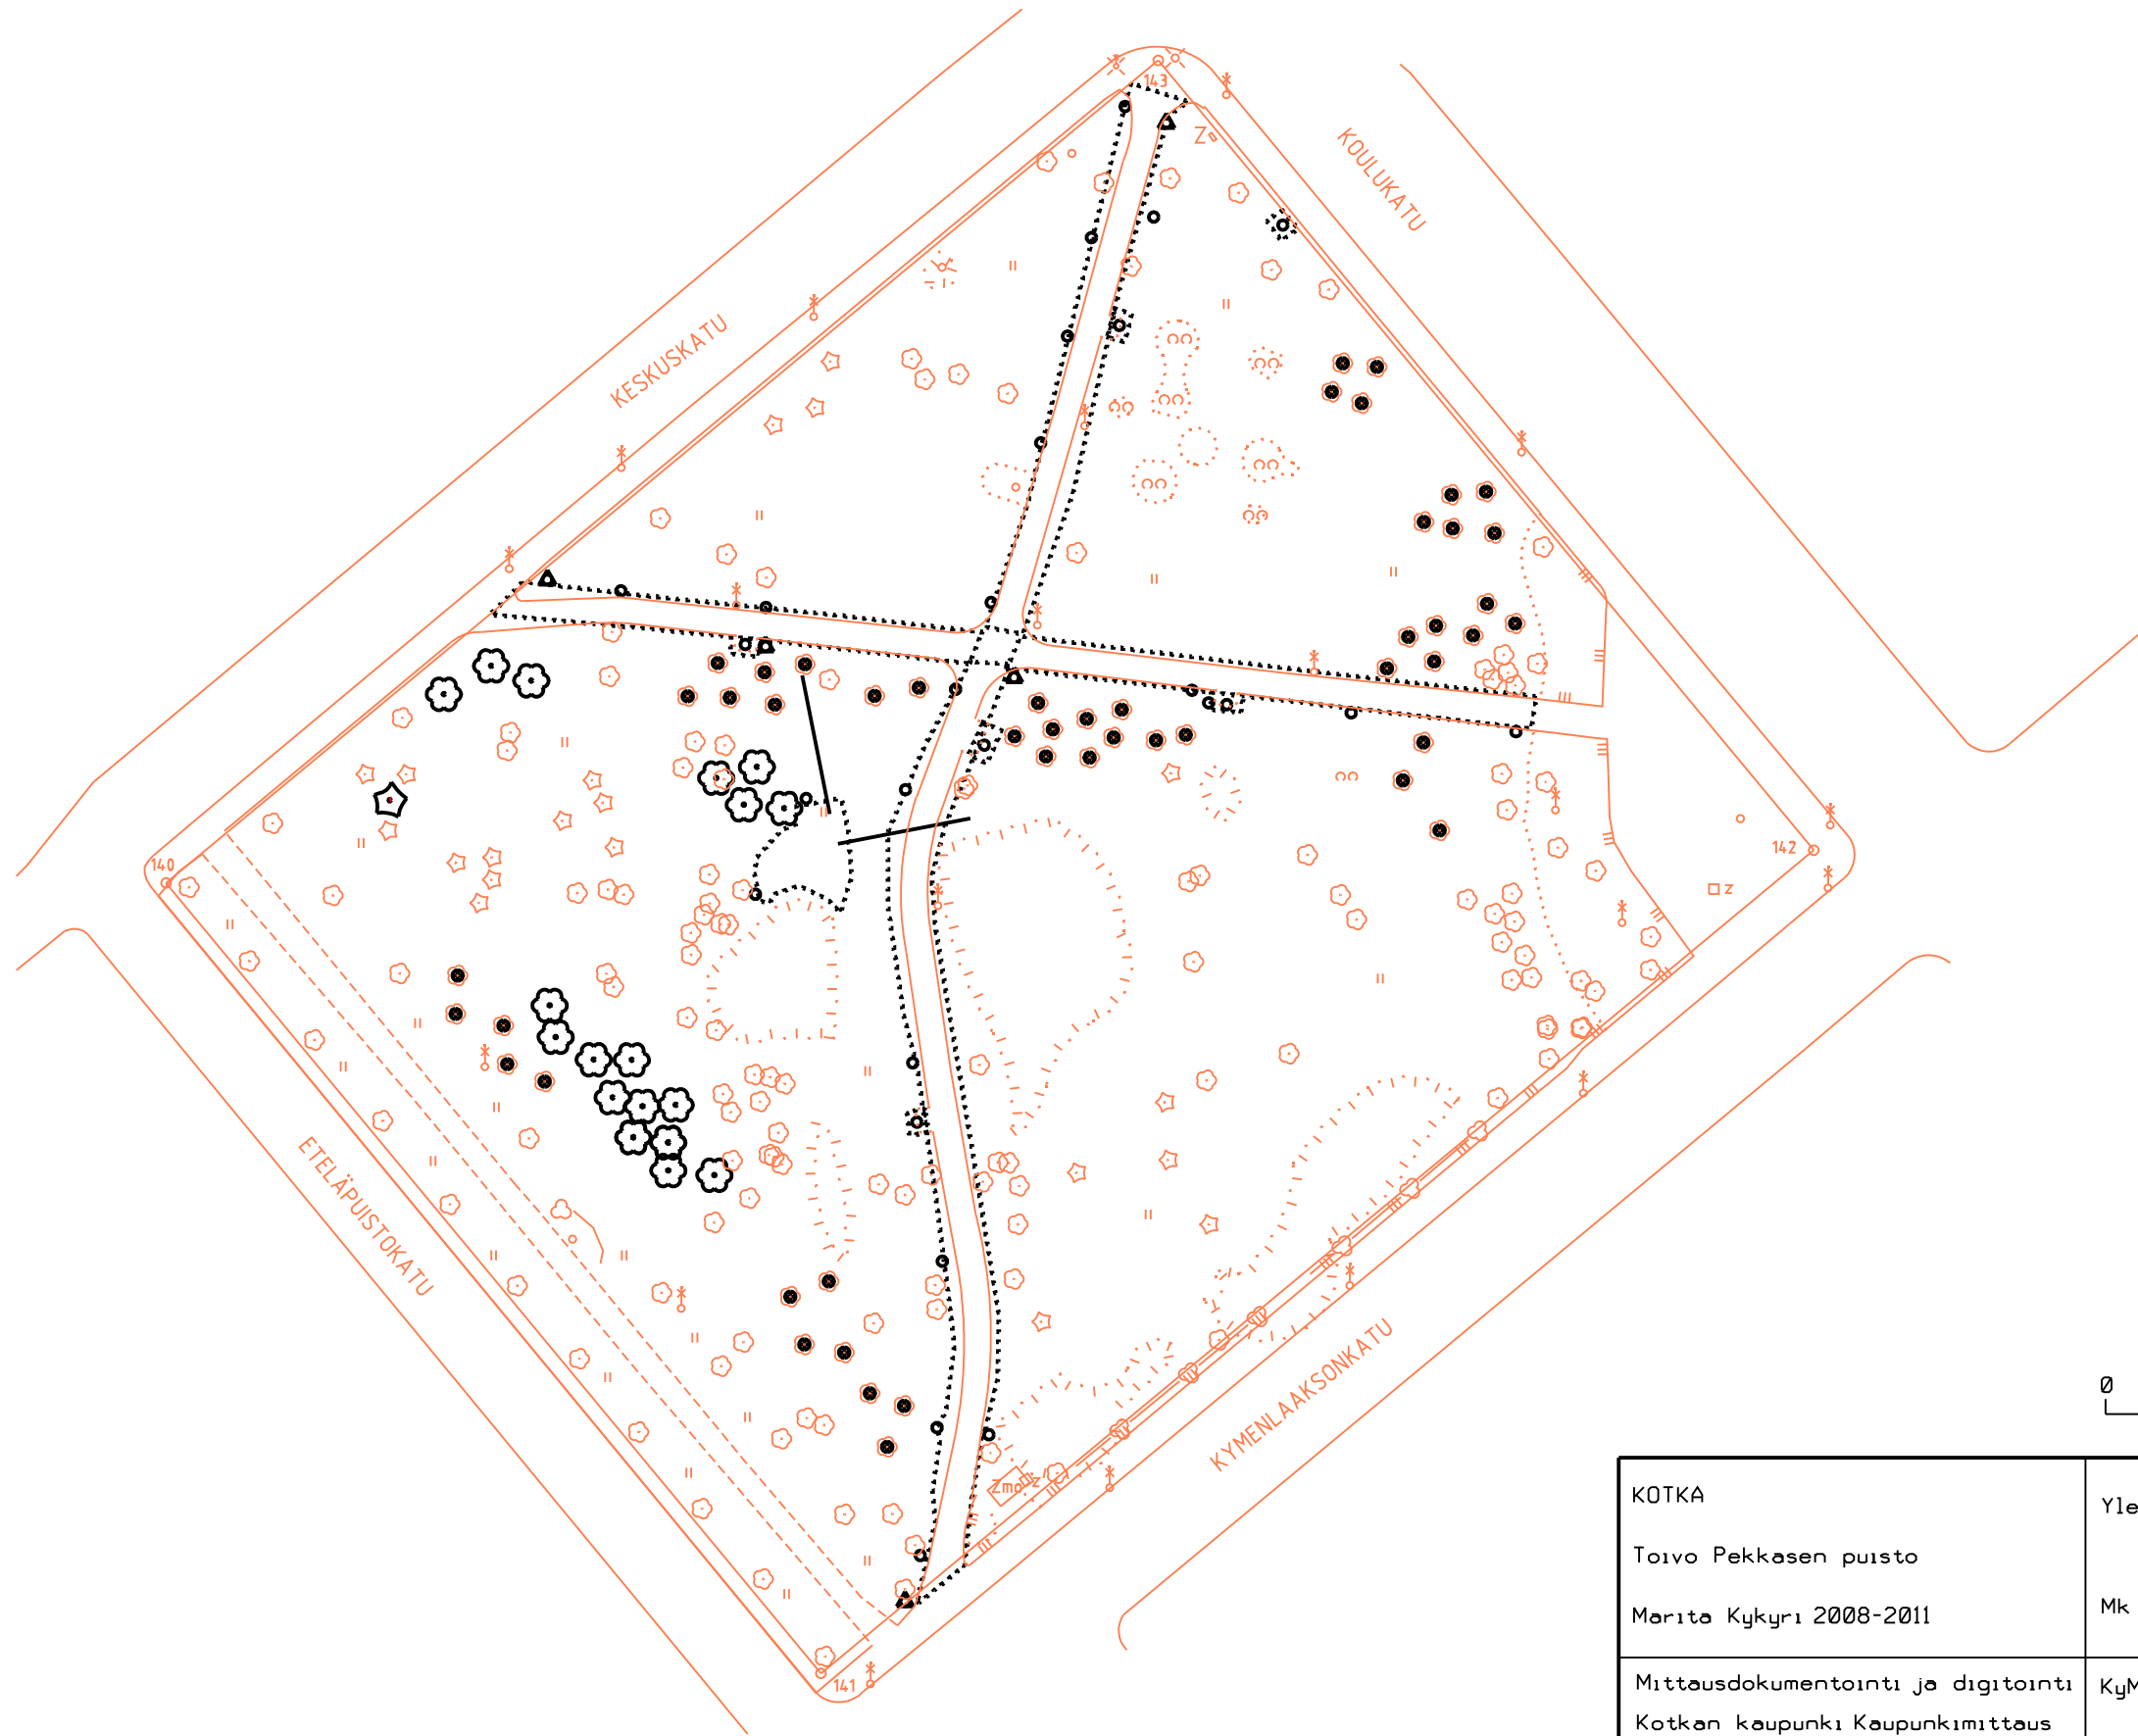 143
Z
KOULUKATU
KESKUSKATU
140
142
z
ETELÄPUISTOKATU
KYMENLAAKSONKATU
Zmo
z
141
0
KOTKA
Yle
Toivo Pekkasen puisto
Mk
Marita Kykyri 2008-2011
Mittausdokumentointi ja digitointi
KyM
Kotkan kaupunki Kaupunkimittaus